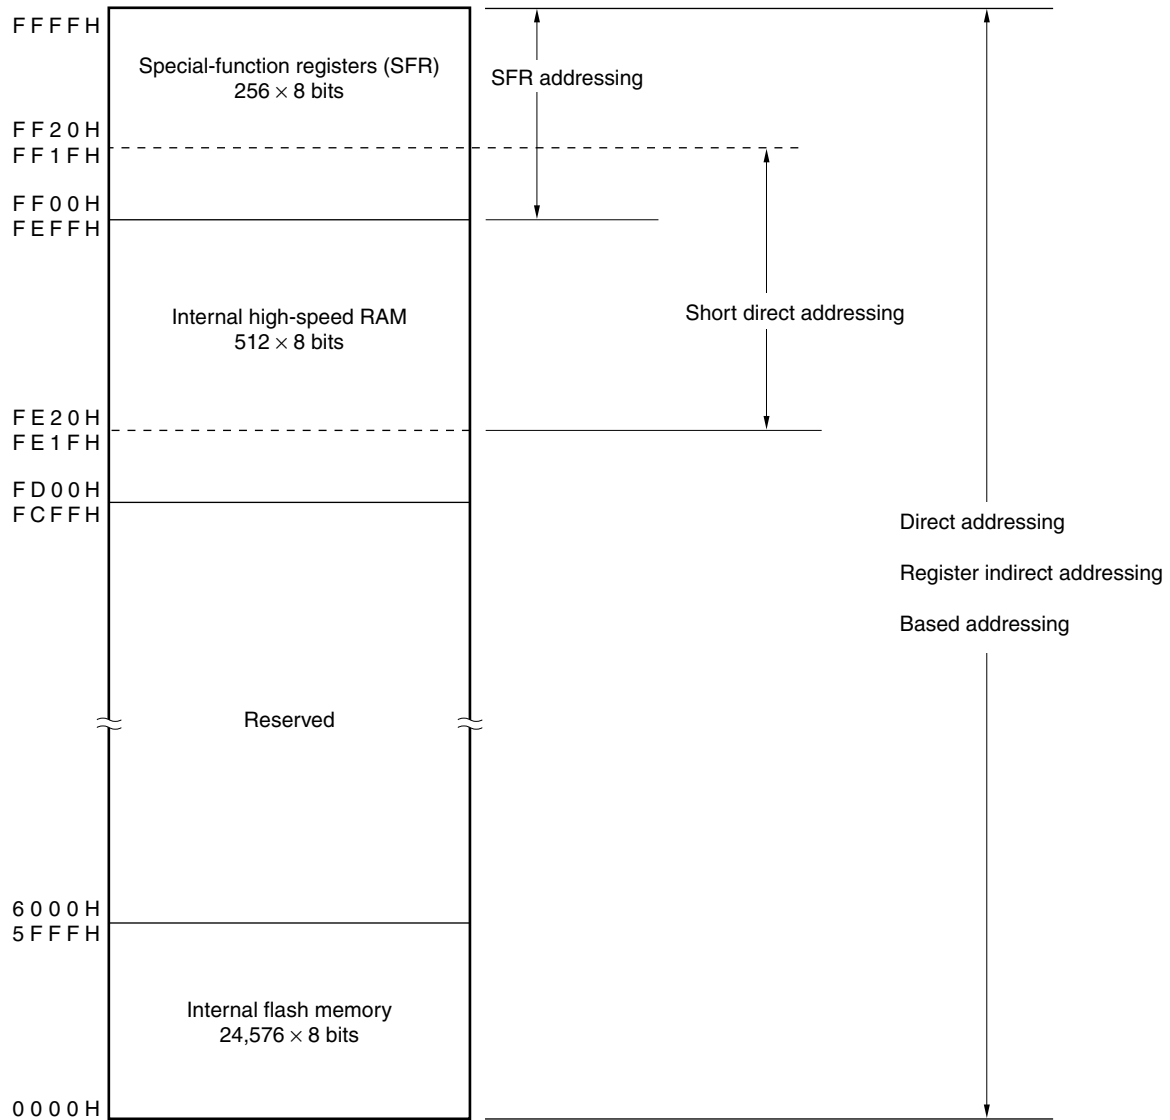 FFFFH
Special-function registers (SFR)
256 × 8 bits
SFR addressing
FF20H
FF1FH
FF00H
FEFFH
Internal high-speed RAM
512 × 8 bits
Short direct addressing
FE20H
FE1FH
FD00H
FCFFH
Direct addressing
Register indirect addressing
Based addressing
Reserved
6000H
5FFFH
Internal flash memory
24,576 × 8 bits
0000H